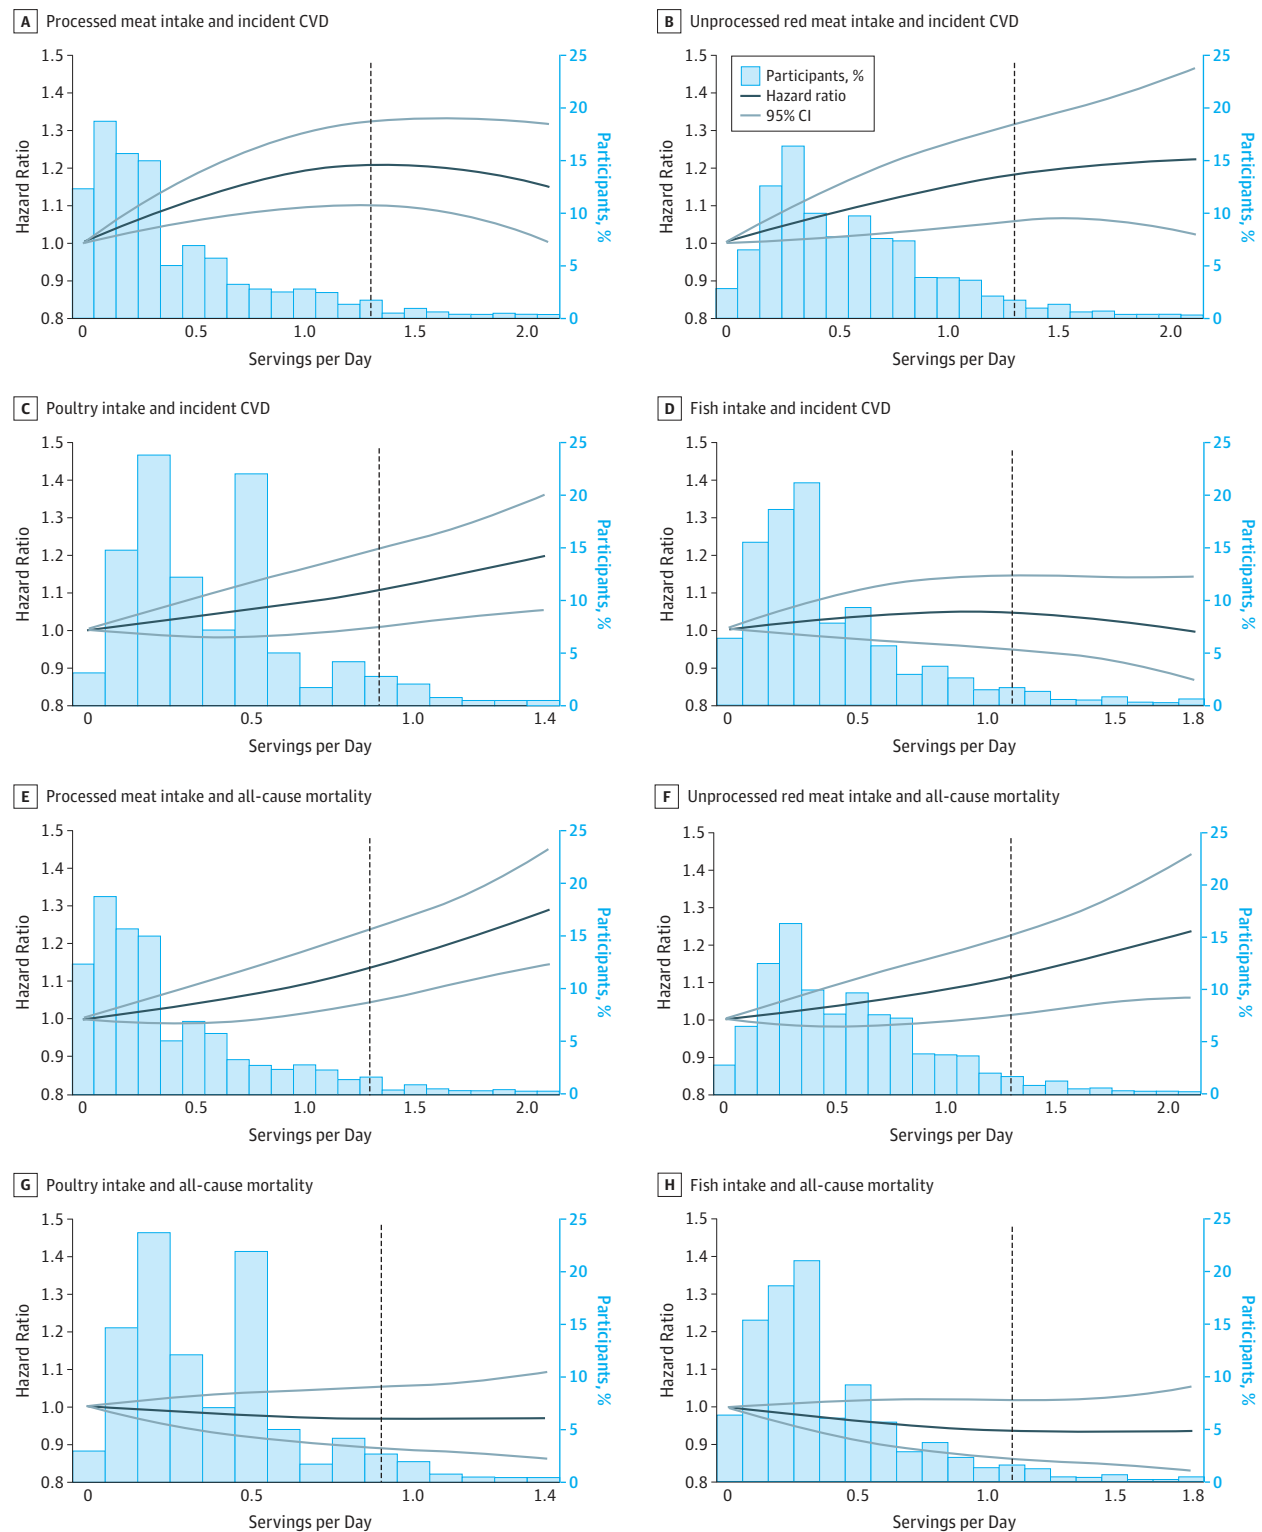 A Processed meat intake and incident CVD
1.5
1.4
1.3
1.2
1.1
1.0
0.9
0.8
Hazard Ratio
25
20
15
10
5
0
Participants, %
0 0.5 1.0 1.5 2.0
Servings per Day
B Unprocessed red meat intake and incident CVD
Participants, %
Hazard ratio
95% CI
1.5
1.4
1.3
1.2
1.1
1.0
0.9
0.8
Hazard Ratio
25
20
15
10
5
0
Participants, %
0 0.5 1.0 1.5 2.0
Servings per Day
C Poultry intake and incident CVD
1.5
1.4
1.3
1.2
1.1
1.0
0.9
0.8
Hazard Ratio
25
20
15
10
5
0
Participants, %
0 0.5 1.0 1.4
Servings per Day
D Fish intake and incident CVD
1.5
1.4
1.3
1.2
1.1
1.0
0.9
0.8
Hazard Ratio
25
20
15
10
5
0
Participants, %
0 0.5 1.0 1.5 1.8
Servings per Day
E Processed meat intake and all-cause mortality
1.5
1.4
1.3
1.2
1.1
1.0
0.9
0.8
Hazard Ratio
25
20
15
10
5
0
Participants, %
0 0.5 1.0 1.5 2.0
Servings per Day
F Unprocessed red meat intake and all-cause mortality
1.5
1.4
1.3
1.2
1.1
1.0
0.9
0.8
Hazard Ratio
25
20
15
10
5
0
Participants, %
0 0.5 1.0 1.5 2.0
Servings per Day
G Poultry intake and all-cause mortality
1.5
1.4
1.3
1.2
1.1
1.0
0.9
0.8
Hazard Ratio
25
20
15
10
5
0
Participants, %
0 0.5 1.0 1.4
Servings per Day
H Fish intake and all-cause mortality
1.5
1.4
1.3
1.2
1.1
1.0
0.9
0.8
Hazard Ratio
25
20
15
10
5
0
Participants, %
0 0.5 1.0 1.5 1.8
Servings per Day